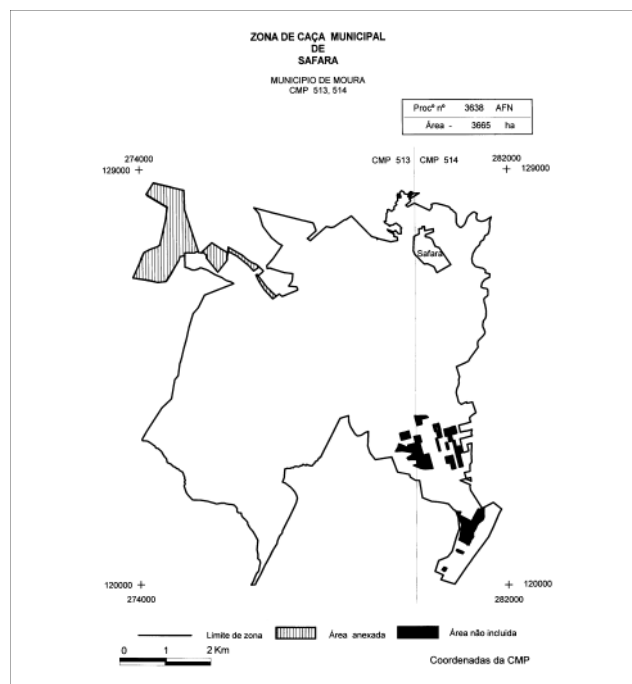 ZONA DE CAÇA MUNICIPAL
DE
SAFARA
MUNICIPIO DE MOURA
CMP 513, 514
Procº nº 3638 AFN
Área - 3665 ha
274000
129000
CMP 513 CMP 514
282000
129000
Safara
120000
274000
120000
282000
Limite de zona
Área anexada
Área não incluida
0 1 2 Km
Coordenadas da CMP